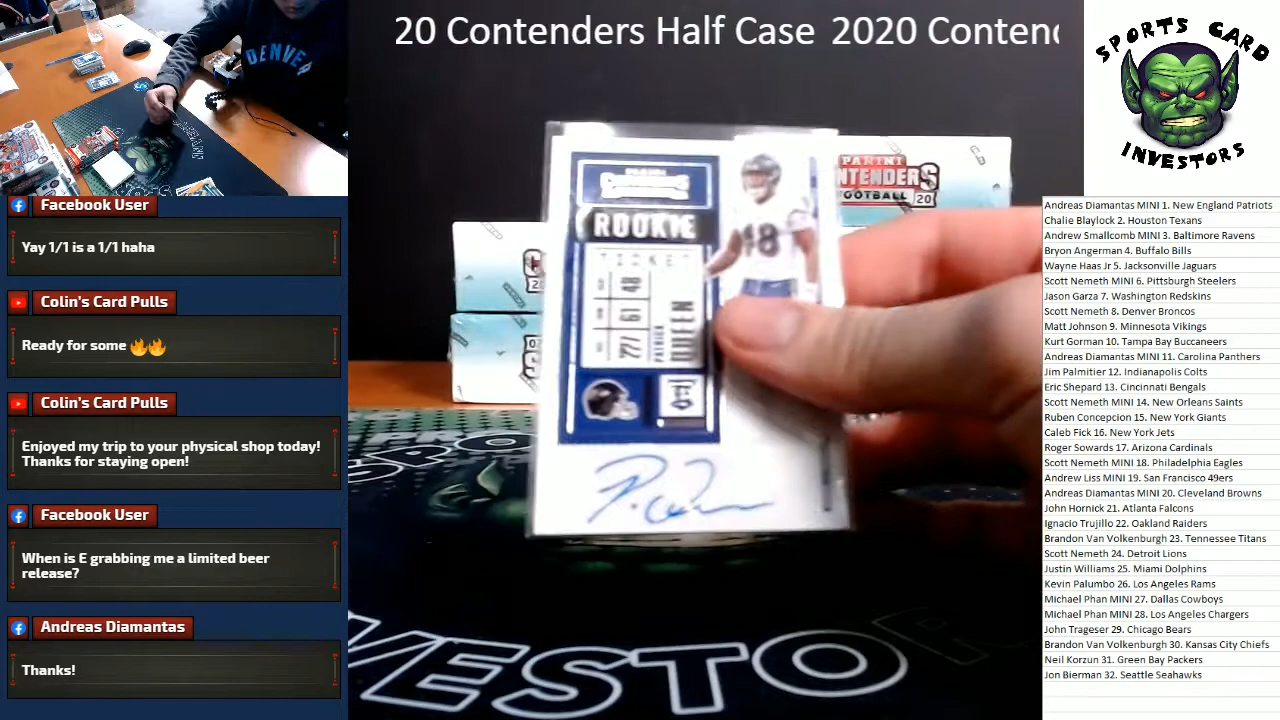 20 Contenders Half Case 2020 Conten
SPORTS CARD
INVESTORS
DENVER
Facebook User
Yay 1/1 is a 1/1 haha
Colin's Card Pulls
Ready for some 🔥🔥
Colin's Card Pulls
Enjoyed my trip to your physical shop today!
Thanks for staying open!
Facebook User
When is E grabbing me a limited beer
release?
Andreas Diamantas
Thanks!
PANINI
ROOKIE
TICKET
48
6'1
227
PATRICK
QUEEN
48
PANINI
CONTENDERS
FOOTBALL 20
VESTO
Andreas Diamantas MINI 1. New England Patriots
Chalie Blaylock 2. Houston Texans
Andrew Smallcomb MINI 3. Baltimore Ravens
Bryon Angerman 4. Buffalo Bills
Wayne Haas Jr 5. Jacksonville Jaguars
Scott Nemeth MINI 6. Pittsburgh Steelers
Jason Garza 7. Washington Redskins
Scott Nemeth 8. Denver Broncos
Matt Johnson 9. Minnesota Vikings
Kurt Gorman 10. Tampa Bay Buccaneers
Andreas Diamantas MINI 11. Carolina Panthers
Jim Palmitier 12. Indianapolis Colts
Eric Shepard 13. Cincinnati Bengals
Scott Nemeth MINI 14. New Orleans Saints
Ruben Concepcion 15. New York Giants
Caleb Fick 16. New York Jets
Roger Sowards 17. Arizona Cardinals
Scott Nemeth MINI 18. Philadelphia Eagles
Andrew Liss MINI 19. San Francisco 49ers
Andreas Diamantas MINI 20. Cleveland Browns
John Hornick 21. Atlanta Falcons
Ignacio Trujillo 22. Oakland Raiders
Brandon Van Volkenburgh 23. Tennessee Titans
Scott Nemeth 24. Detroit Lions
Justin Williams 25. Miami Dolphins
Kevin Palumbo 26. Los Angeles Rams
Michael Phan MINI 27. Dallas Cowboys
Michael Phan MINI 28. Los Angeles Chargers
John Trageser 29. Chicago Bears
Brandon Van Volkenburgh 30. Kansas City Chiefs
Neil Korzun 31. Green Bay Packers
Jon Bierman 32. Seattle Seahawks